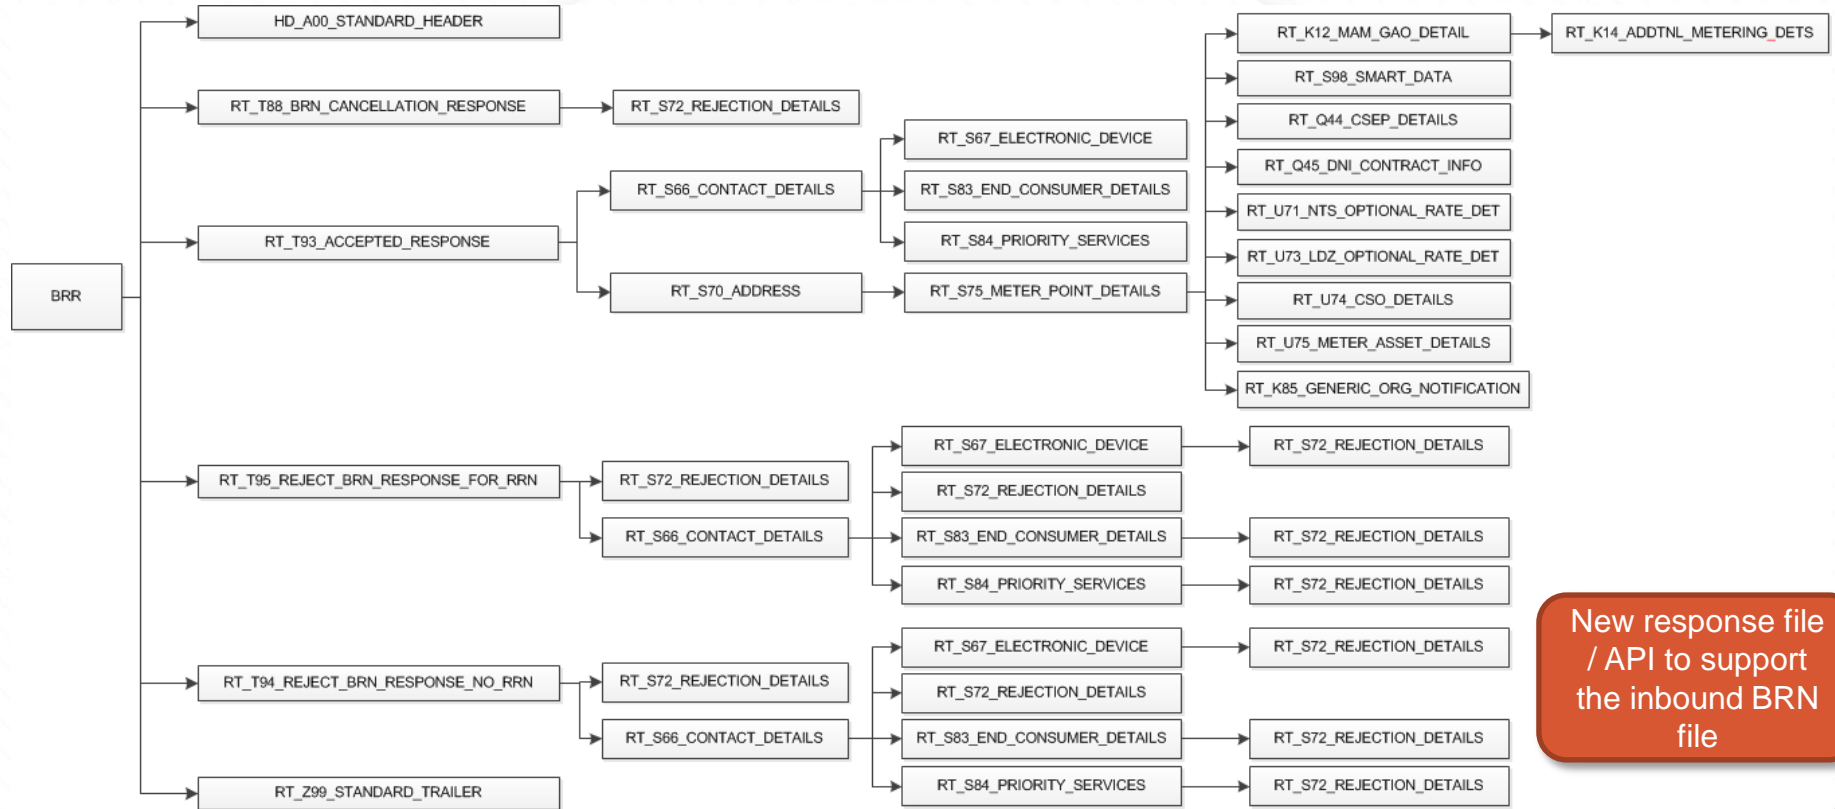 HD_A00_STANDARD_HEADER
RT_K12_MAM_GAO_DETAIL
RT_K14_ADDTNL_METERING_DETS
RT_S98_SMART_DATA
RT_T88_BRN_CANCELLATION_RESPONSE
RT_S72_REJECTION_DETAILS
RT_Q44_CSEP_DETAILS
RT_S67_ELECTRONIC_DEVICE
RT_Q45_DNI_CONTRACT_INFO
RT_S66_CONTACT_DETAILS
RT_S83_END_CONSUMER_DETAILS
RT_U71_NTS_OPTIONAL_RATE_DET
RT_T93_ACCEPTED_RESPONSE
RT_S84_PRIORITY_SERVICES
RT_U73_LDZ_OPTIONAL_RATE_DET
BRR
RT_S70_ADDRESS
RT_S75_METER_POINT_DETAILS
RT_U74_CSO_DETAILS
RT_U75_METER_ASSET_DETAILS
RT_K85_GENERIC_ORG_NOTIFICATION
RT_S67_ELECTRONIC_DEVICE
RT_S72_REJECTION_DETAILS
RT_T95_REJECT_BRN_RESPONSE_FOR_RRN
RT_S72_REJECTION_DETAILS
RT_S72_REJECTION_DETAILS
RT_S66_CONTACT_DETAILS
RT_S83_END_CONSUMER_DETAILS
RT_S72_REJECTION_DETAILS
RT_S84_PRIORITY_SERVICES
RT_S72_REJECTION_DETAILS
New response file
/ API to support
the inbound BRN
file
RT_S67_ELECTRONIC_DEVICE
RT_S72_REJECTION_DETAILS
RT_T94_REJECT_BRN_RESPONSE_NO_RRN
RT_S72_REJECTION_DETAILS
RT_S72_REJECTION_DETAILS
RT_S66_CONTACT_DETAILS
RT_S83_END_CONSUMER_DETAILS
RT_S72_REJECTION_DETAILS
RT_Z99_STANDARD_TRAILER
RT_S84_PRIORITY_SERVICES
RT_S72_REJECTION_DETAILS